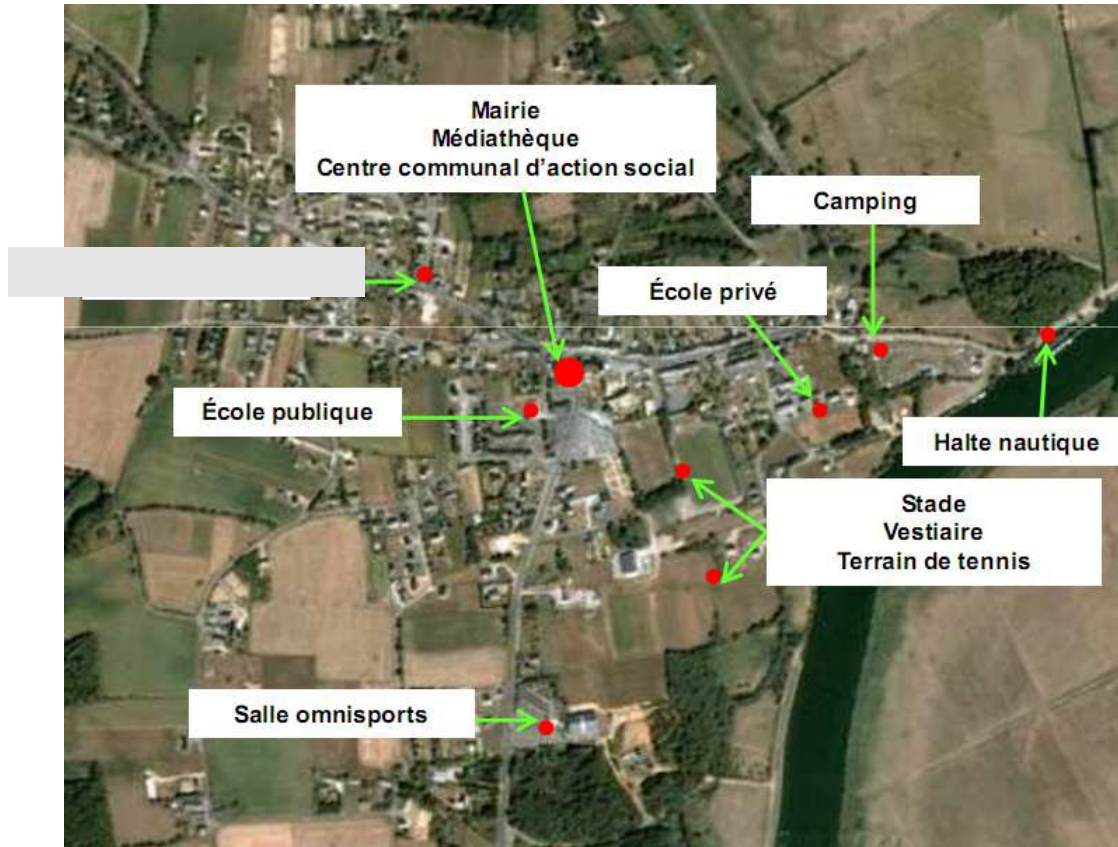 Mairie
Médiathèque
Centre communal d'action social
Camping
École privé
École publique
Halte nautique
Stade
Vestiaire
Terrain de tennis
Salle omnisports